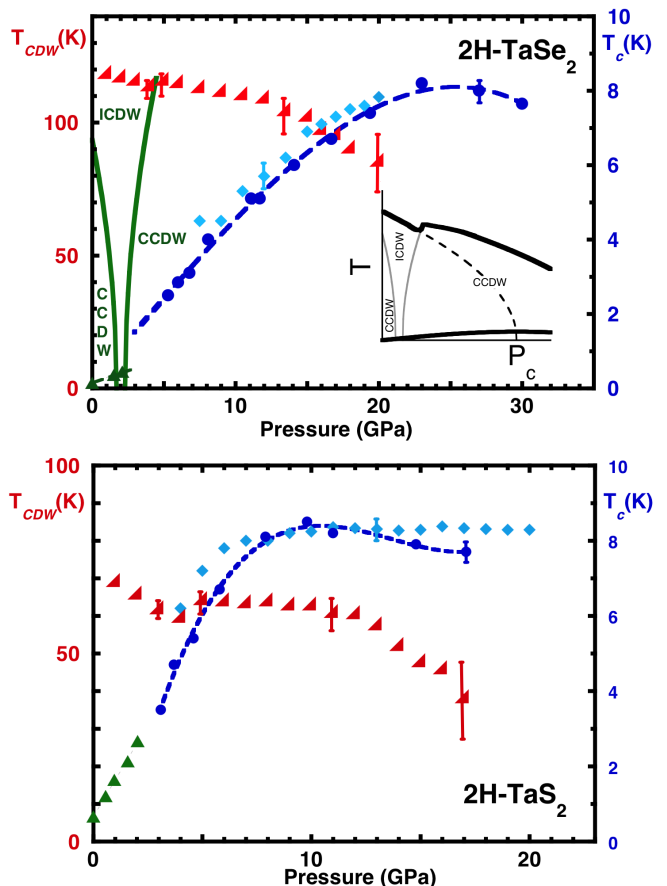 T_CDW(K)
2H-TaSe₂
T_c(K)
10
8
6
4
2
0
100
50
0
ICDW
CCDW
CCDW
T
ICDW
CCDW
CCDW
P_c
0
10
20
30
Pressure (GPa)
100
50
0
T_CDW(K)
T_c(K)
10
8
6
4
2
0
2H-TaS₂
0
10
20
Pressure (GPa)